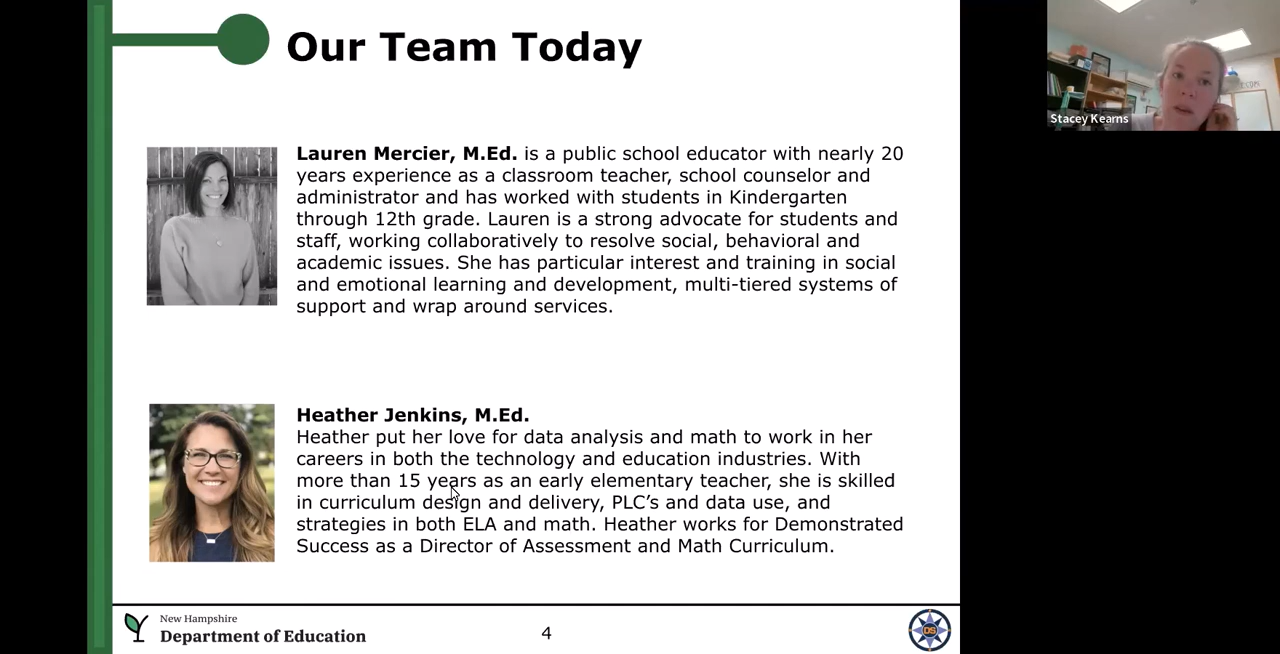 Our Team Today
Stacey Kearns
Lauren Mercier, M.Ed. is a public school educator with nearly 20
years experience as a classroom teacher, school counselor and
administrator and has worked with students in Kindergarten
through 12th grade. Lauren is a strong advocate for students and
staff, working collaboratively to resolve social, behavioral and
academic issues. She has particular interest and training in social
and emotional learning and development, multi-tiered systems of
support and wrap around services.
Heather Jenkins, M.Ed.
Heather put her love for data analysis and math to work in her
careers in both the technology and education industries. With
more than 15 years as an early elementary teacher, she is skilled
in curriculum design and delivery, PLC’s and data use, and
strategies in both ELA and math. Heather works for Demonstrated
Success as a Director of Assessment and Math Curriculum.
New Hampshire
Department of Education
4
DS